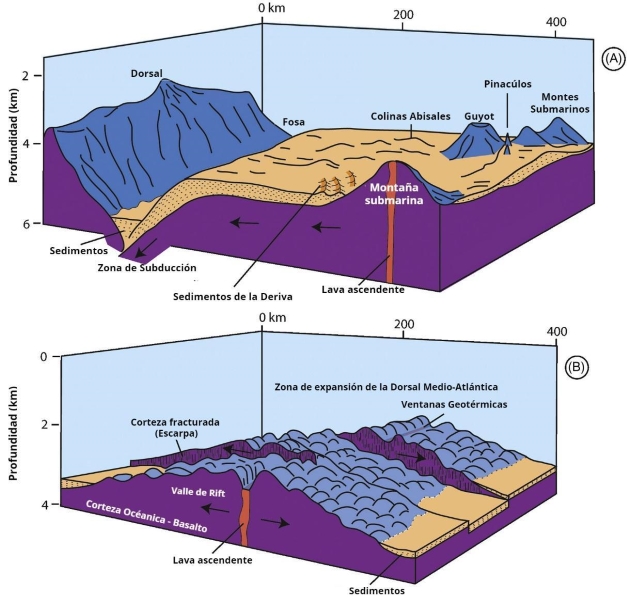 0 km
200
400
(A)
Profundidad (km)
2
4
6
Dorsal
Fosa
Colinas Abisales
Guyot
Pinacúlos
Montes
Submarinos
Montaña
submarina
Sedimentos
Zona de Subducción
Sedimentos de la Deriva
Lava ascendente
0 km
200
400
(B)
Profundidad (km)
0
2
4
Zona de expansión de la Dorsal Medio-Atlántica
Ventanas Geotérmicas
Corteza fracturada
(Escarpa)
Valle de Rift
Corteza Océanica - Basalto
Lava ascendente
Sedimentos